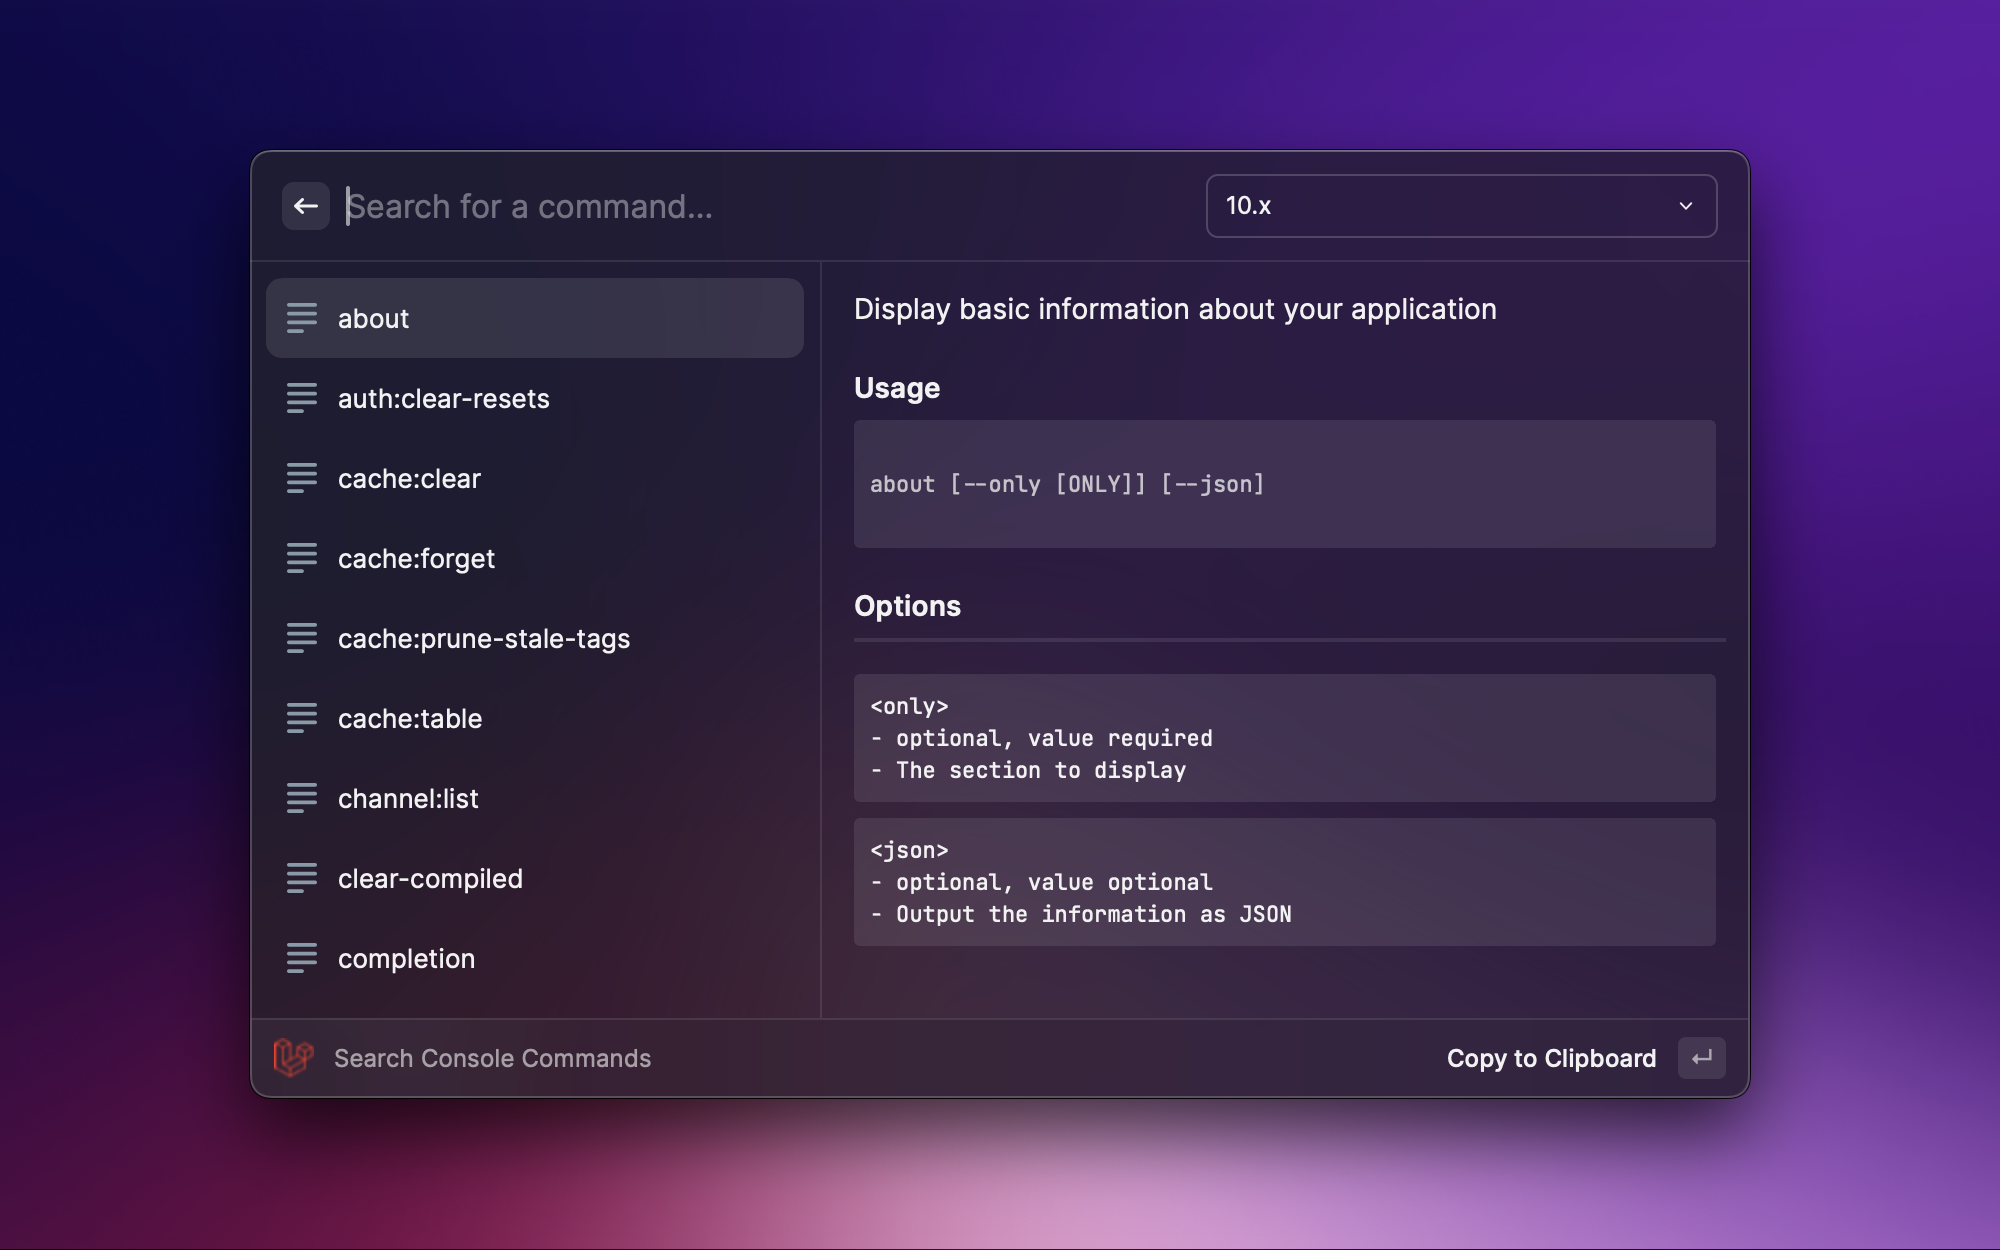 Search for a command...
10.x
about
auth:clear-resets
cache:clear
cache:forget
cache:prune-stale-tags
cache:table
channel:list
clear-compiled
completion
Display basic information about your application
Usage
about [--only [ONLY]] [--json]
Options
<only>
- optional, value required
- The section to display
<json>
- optional, value optional
- Output the information as JSON
Search Console Commands
Copy to Clipboard